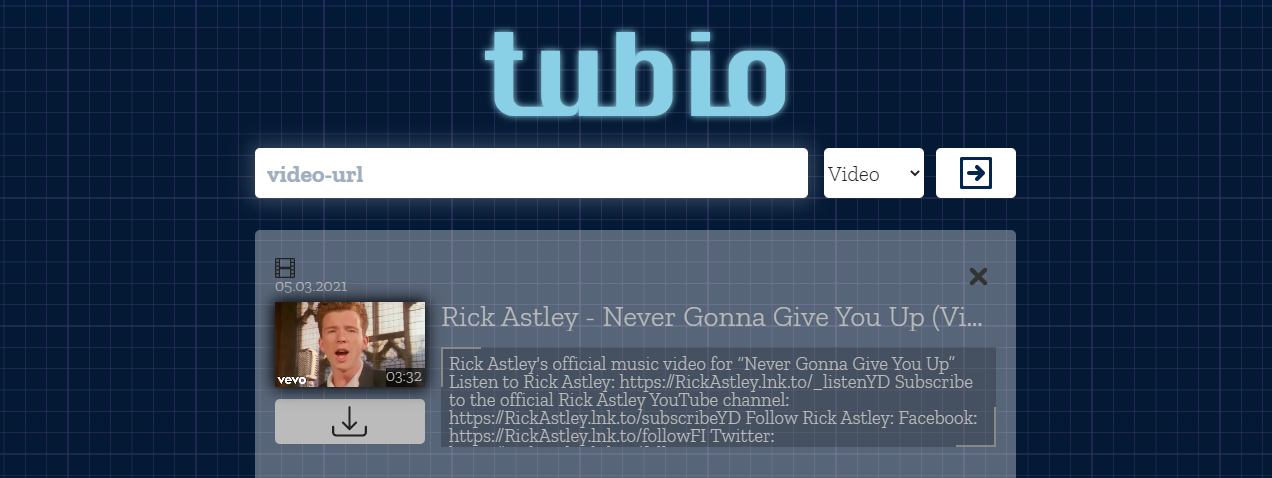 tubio
video-url
Video
05.03.2021
Rick Astley - Never Gonna Give You Up (Vi...
vevo
03:32
Rick Astley's official music video for “Never Gonna Give You Up”
Listen to Rick Astley: https://RickAstley.lnk.to/_listenYD Subscribe
to the official Rick Astley YouTube channel:
https://RickAstley.lnk.to/subscribeYD Follow Rick Astley: Facebook:
https://RickAstley.lnk.to/followFI Twitter: